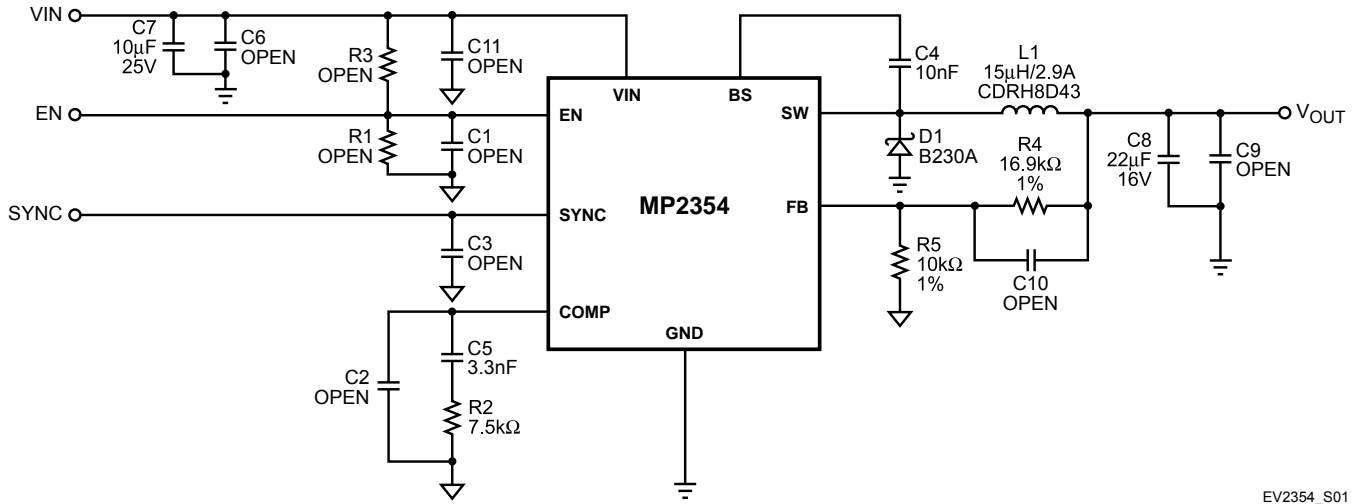 VIN
C7
10μF
25V
C6
OPEN
R3
OPEN
C11
OPEN
C4
10nF
L1
15μH/2.9A
CDRH8D43
VIN
BS
EN
EN
SW
VOUT
R1
OPEN
C1
OPEN
D1
B230A
R4
16.9kΩ
1%
C8
22μF
16V
C9
OPEN
SYNC
SYNC
MP2354
FB
C3
OPEN
R5
10kΩ
1%
C10
OPEN
COMP
GND
C2
OPEN
C5
3.3nF
R2
7.5kΩ
EV2354_S01